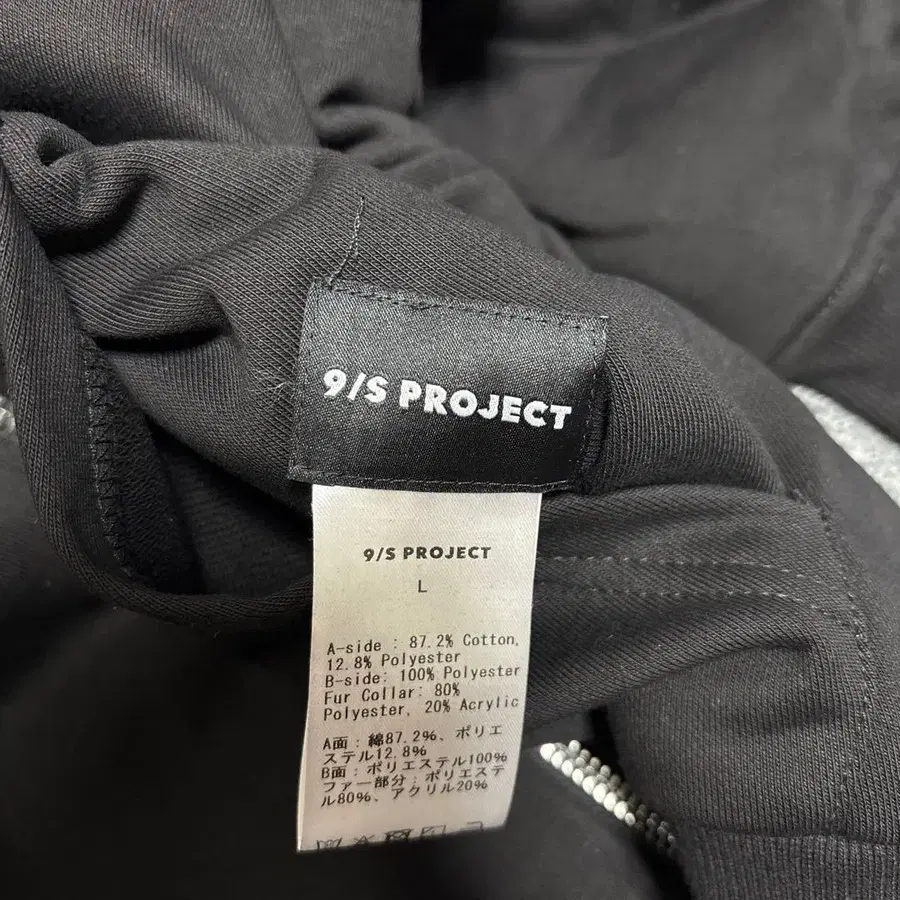 9/S PROJECT
9/S PROJECT
L
A-side : 87.2% Cotton,
12.8% Polyester
B-side: 100% Polyester
Fur Collar: 80%
Polyester, 20% Acrylic
A面：綿87.2%、ポリエ
ステル12.8%
B面：ポリエステル100%
ファー部分：ポリエステ
ル80%、アクリル20%